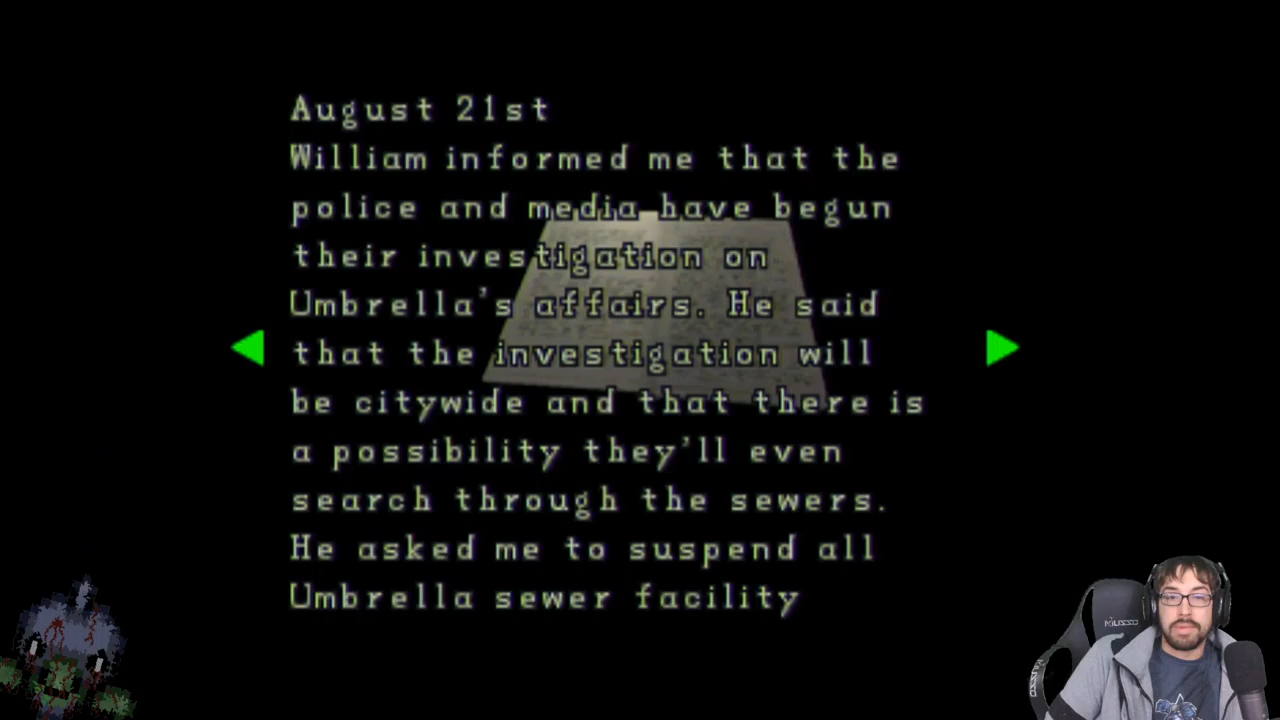 August 21st
William informed me that the
police and media have begun
their investigation on
Umbrella's affairs. He said
that the investigation will
be citywide and that there is
a possibility they'll even
search through the sewers.
He asked me to suspend all
Umbrella sewer facility